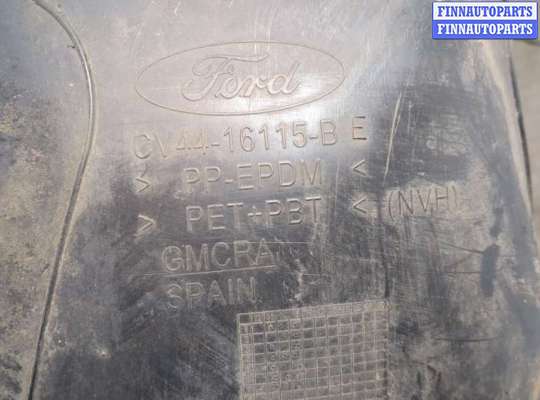 FINNAUTOPARTS
FINNAUTOPARTS
Ford
CV44-16115-B E
> PP-EPDM <
> PET+PBT < (NVH)
GMCRA
SPAIN